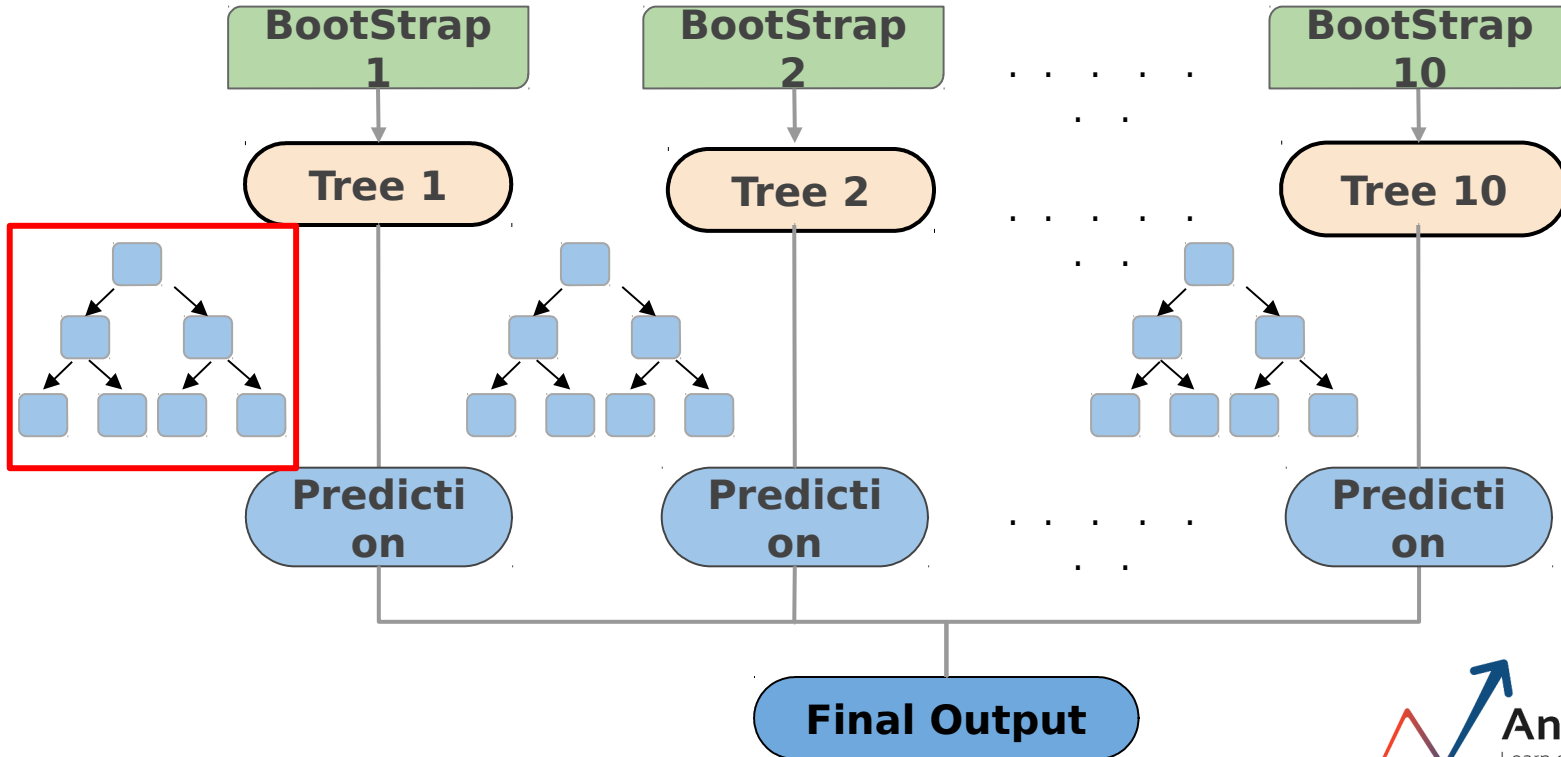 BootStrap
1
BootStrap
2
. . . . .
. .
BootStrap
10
Tree 1
Tree 2
. . . . .
. .
Tree 10
Predicti
on
Predicti
on
. . . . .
. .
Predicti
on
Final Output
An